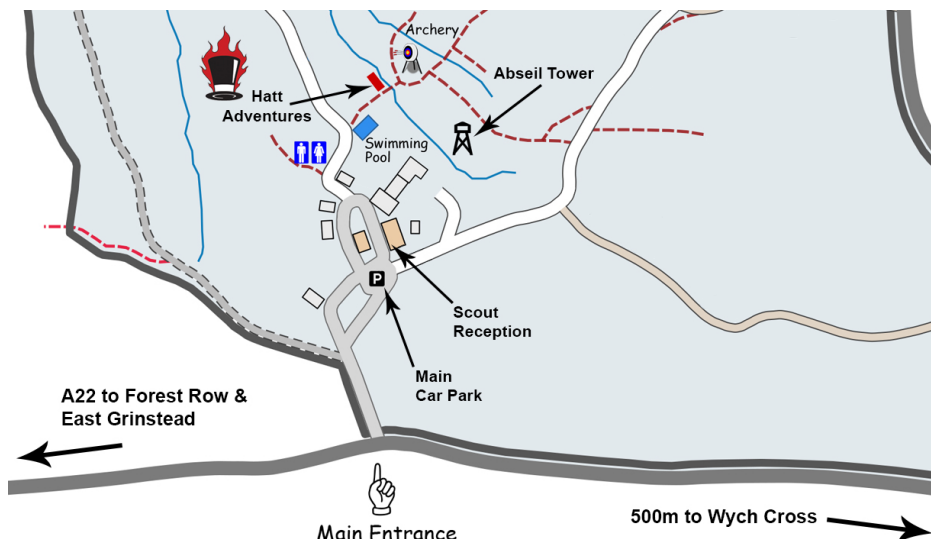 Archery
Abseil Tower
Hatt
Adventures
Swimming
Pool
P
Scout
Reception
Main
Car Park
A22 to Forest Row &
East Grinstead
500m to Wych Cross
Main Entrance